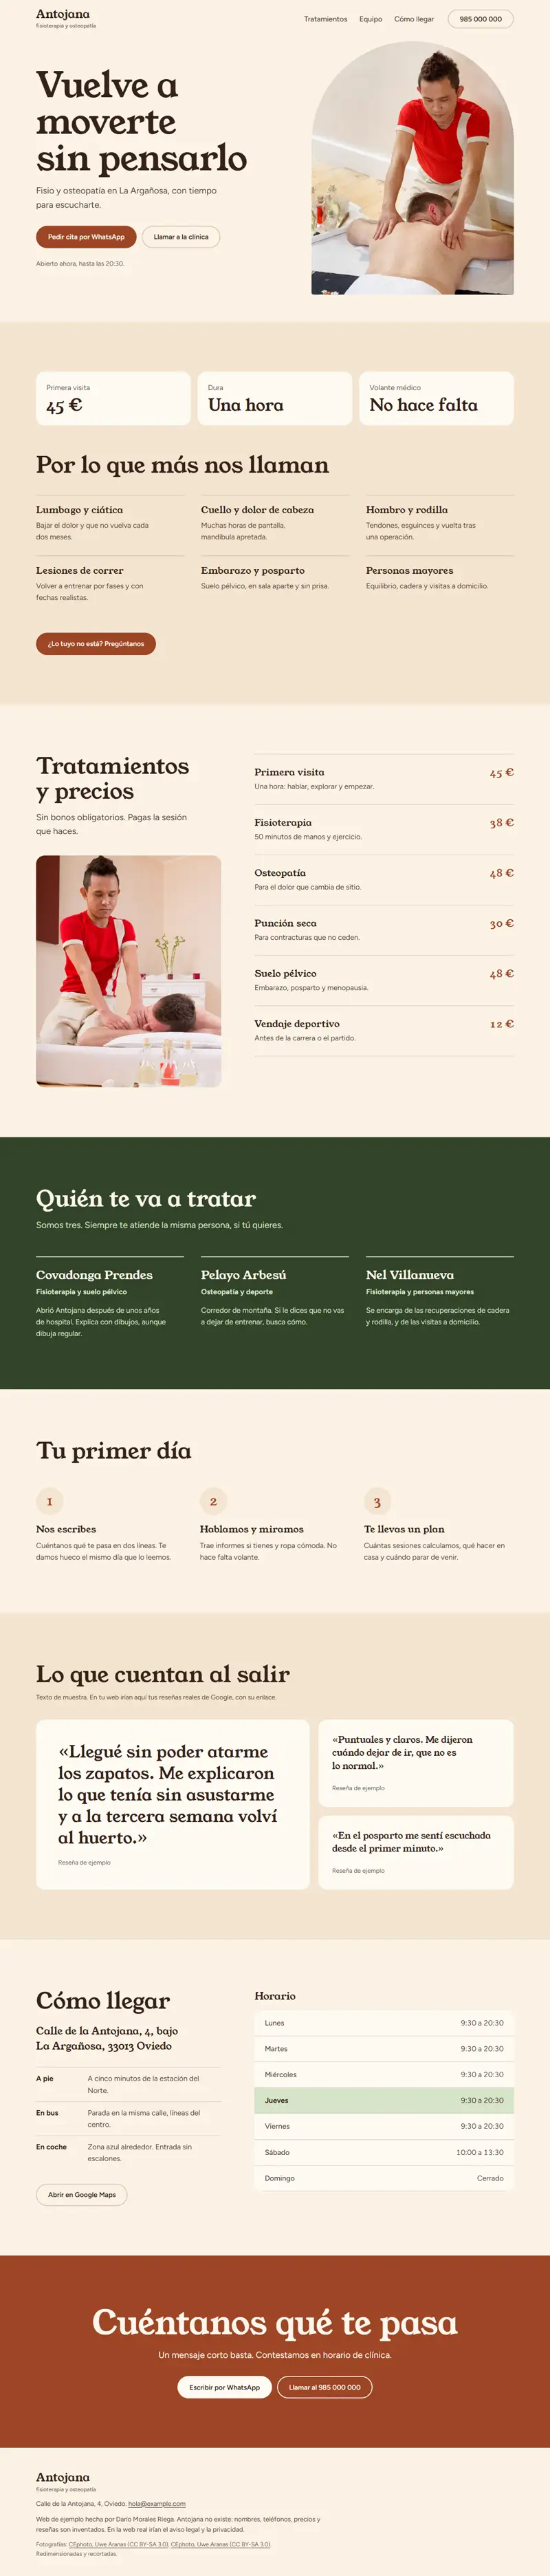 Antojana
fisioterapia y osteopatía
Tratamientos
Equipo
Cómo llegar
985 000 000
Vuelve a
moverte
sin pensarlo
Fisio y osteopatía en La Argañosa, con tiempo
para escucharte.
Pedir cita por WhatsApp
Llamar a la clínica
Abierto ahora, hasta las 20:30.
Primera visita
45 €
Dura
Una hora
Volante médico
No hace falta
Por lo que más nos llaman
Lumbago y ciática
Bajar el dolor y que no vuelva cada
dos meses.
Cuello y dolor de cabeza
Muchas horas de pantalla,
mandíbula apretada.
Hombro y rodilla
Tendones, esguinces y vuelta tras
una operación.
Lesiones de correr
Volver a entrenar por fases y con
fechas realistas.
Embarazo y posparto
Suelo pélvico, en sala aparte y sin prisa.
Personas mayores
Equilibrio, cadera y visitas a domicilio.
¿Lo tuyo no está? Pregúntanos
Tratamientos
y precios
Sin bonos obligatorios. Pagas la sesión
que haces.
Primera visita
45 €
Una hora: hablar, explorar y empezar.
Fisioterapia
38 €
50 minutos de manos y ejercicio.
Osteopatía
48 €
Para el dolor que cambia de sitio.
Punción seca
30 €
Para contracturas que no ceden.
Suelo pélvico
48 €
Embarazo, posparto y menopausia.
Vendaje deportivo
12 €
Antes de la carrera o el partido.
Quién te va a tratar
Somos tres. Siempre te atiende la misma persona, si tú quieres.
Covadonga Prendes
Fisioterapia y suelo pélvico
Abrió Antojana después de unos años
de hospital. Explica con dibujos, aunque
dibuja regular.
Pelayo Arbesú
Osteopatía y deporte
Corredor de montaña. Si le dices que no vas
a dejar de entrenar, busca cómo.
Nel Villanueva
Fisioterapia y personas mayores
Se encarga de las recuperaciones de cadera
y rodilla, y de las visitas a domicilio.
Tu primer día
1
Nos escribes
Cuéntanos qué te pasa en dos líneas. Te
damos hueco el mismo día que lo leemos.
2
Hablamos y miramos
Trae informes si tienes y ropa cómoda. No
hace falta volante.
3
Te llevas un plan
Cuántas sesiones calculamos, qué hacer en
casa y cuándo parar de venir.
Lo que cuentan al salir
Texto de muestra. En tu web irían aquí tus reseñas reales de Google, con su enlace.
«Llegué sin poder atarme
los zapatos. Me explicaron
lo que tenía sin asustarme
y a la tercera semana volví
al huerto.»
Reseña de ejemplo
«Puntuales y claros. Me dijeron
cuándo dejar de ir, que no es
lo normal.»
Reseña de ejemplo
«En el posparto me sentí escuchada
desde el primer minuto.»
Reseña de ejemplo
Cómo llegar
Calle de la Antojana, 4, bajo
La Argañosa, 33013 Oviedo
A pie
A cinco minutos de la estación del
Norte.
En bus
Parada en la misma calle, líneas del
centro.
En coche
Zona azul alrededor. Entrada sin
escalones.
Abrir en Google Maps
Horario
Lunes
9:30 a 20:30
Martes
9:30 a 20:30
Miércoles
9:30 a 20:30
Jueves
9:30 a 20:30
Viernes
9:30 a 20:30
Sábado
10:00 a 13:30
Domingo
Cerrado
Cuéntanos qué te pasa
Un mensaje corto basta. Contestamos en horario de clínica.
Escribir por WhatsApp
Llamar al 985 000 000
Antojana
fisioterapia y osteopatía
Calle de la Antojana, 4, Oviedo. hola@example.com
Web de ejemplo hecha por Darío Morales Riega. Antojana no existe: nombres, teléfonos, precios y
reseñas son inventados. En la web real irían el aviso legal y la privacidad.
Fotografías: CEphoto, Uwe Aranas (CC BY-SA 3.0), CEphoto, Uwe Aranas (CC BY-SA 3.0).
Redimensionadas y recortadas.